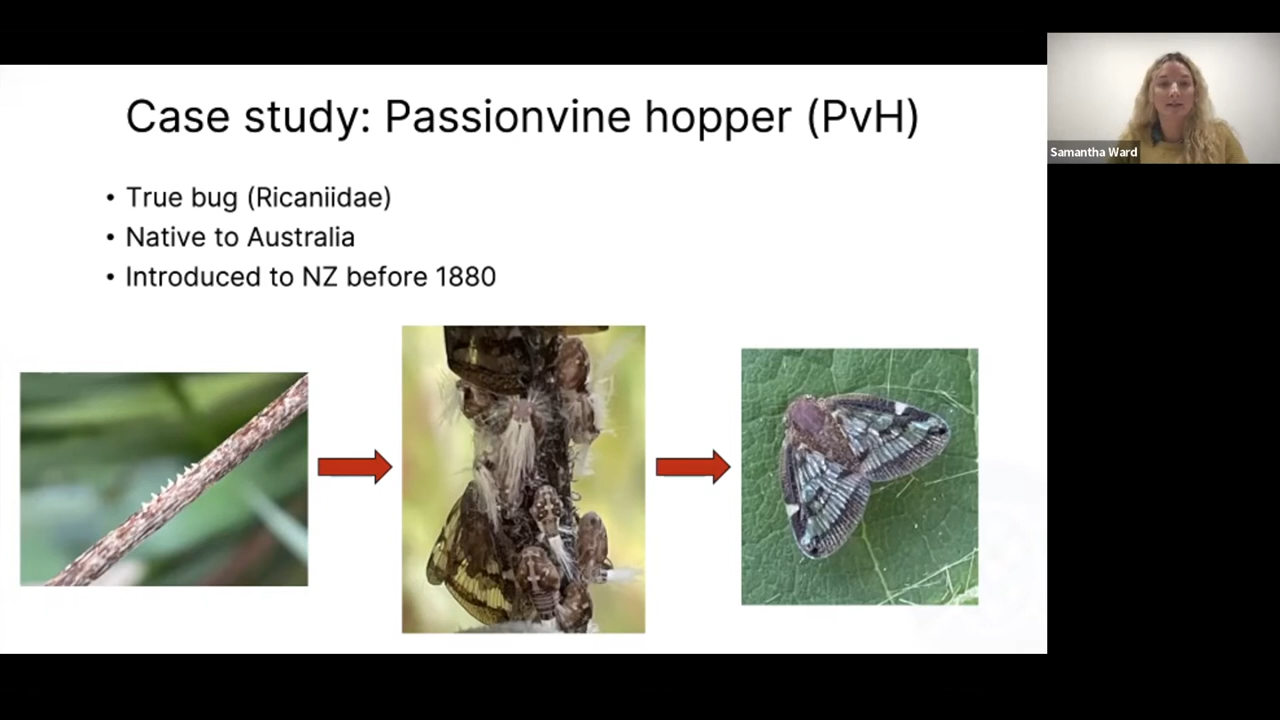 Case study: Passionvine hopper (PvH)
• True bug (Ricaniidae)
• Native to Australia
• Introduced to NZ before 1880
Samantha Ward